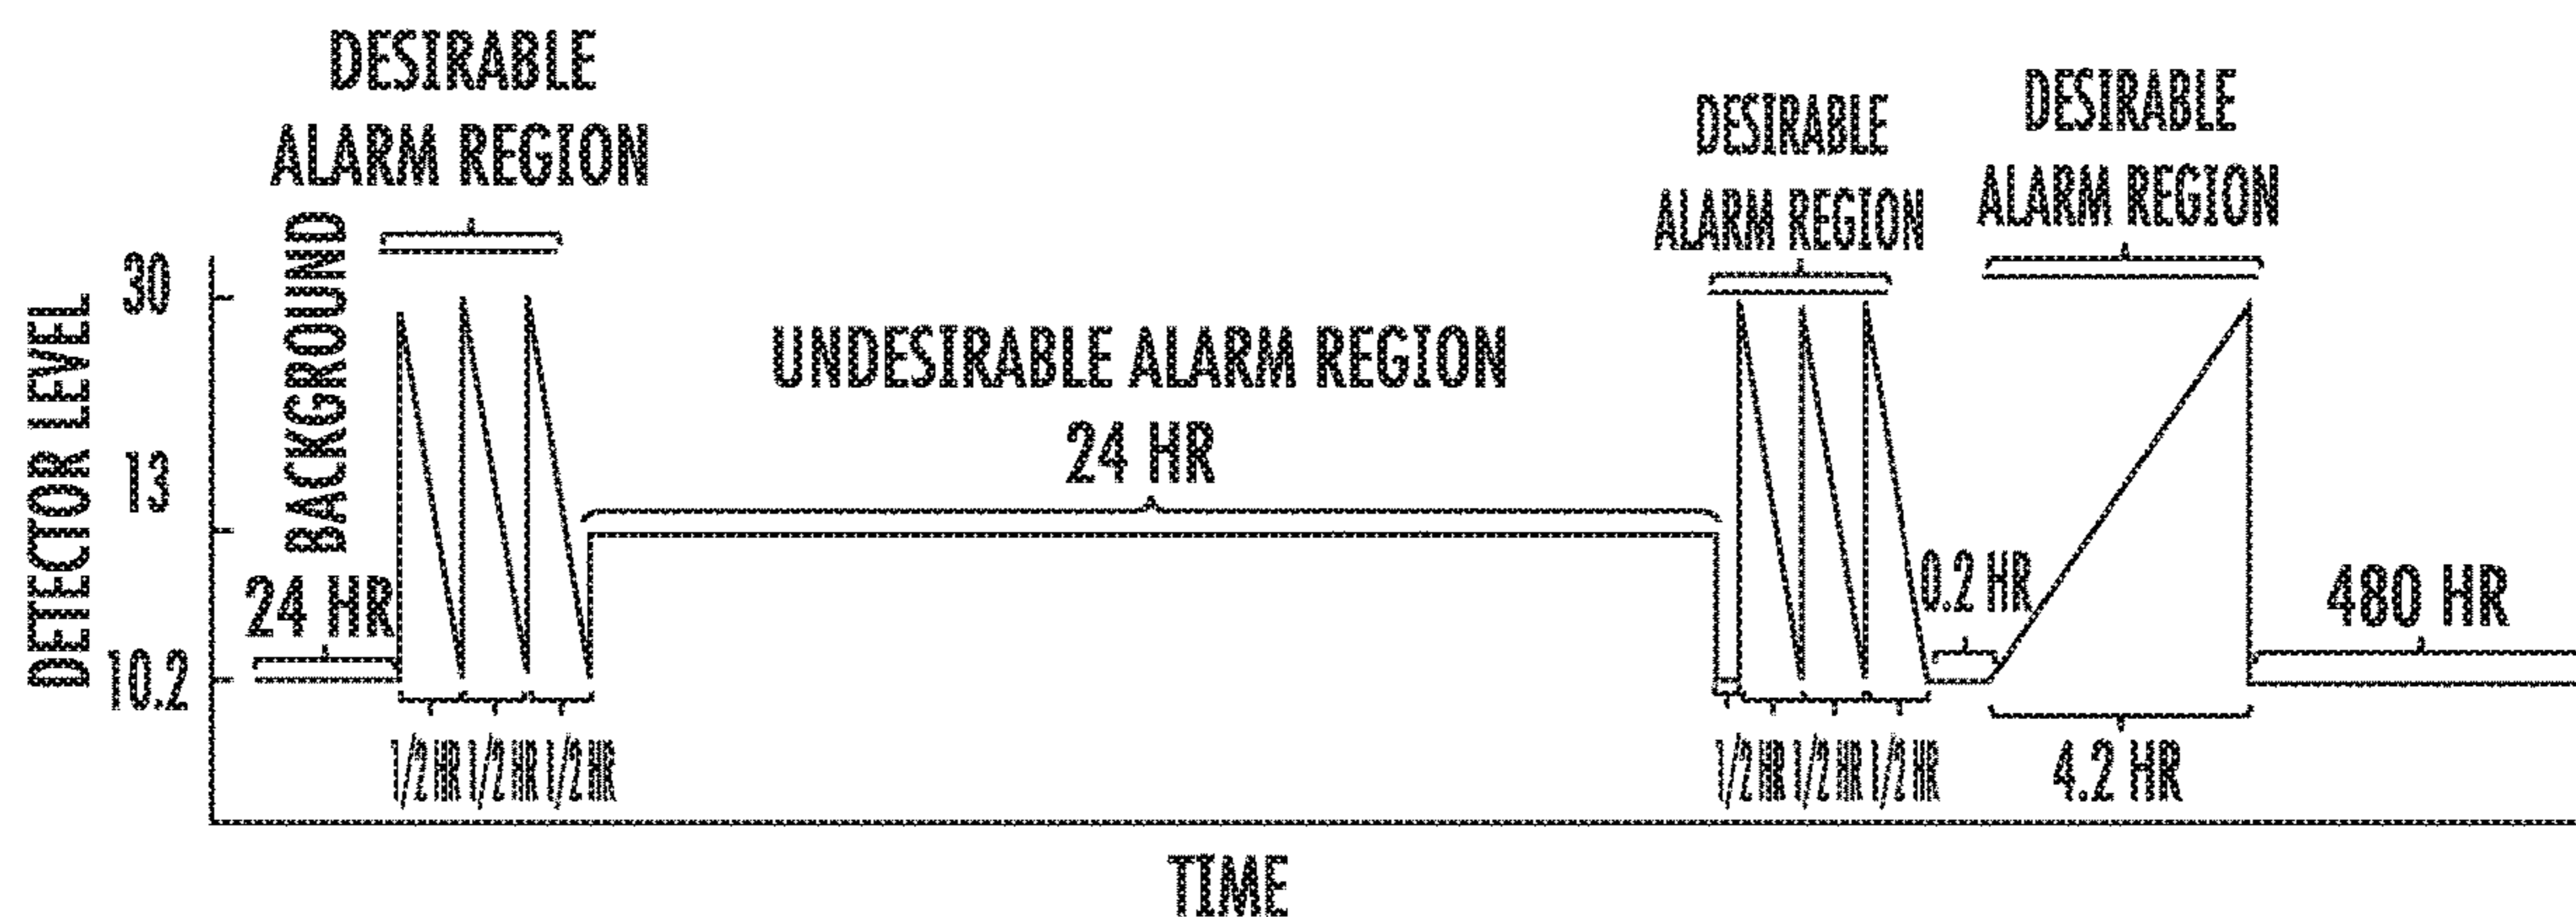 DESIRABLE
ALARM REGION
DESIRABLE
ALARM REGION
DESIRABLE
ALARM REGION
DETECTOR LEVEL
30
13
10.2
BACKGROUND
24 HR
UNDESIRABLE ALARM REGION
24 HR
0.2 HR
480 HR
1/2 HR 1/2 HR 1/2 HR
1/2 HR 1/2 HR 1/2 HR
4.2 HR
TIME